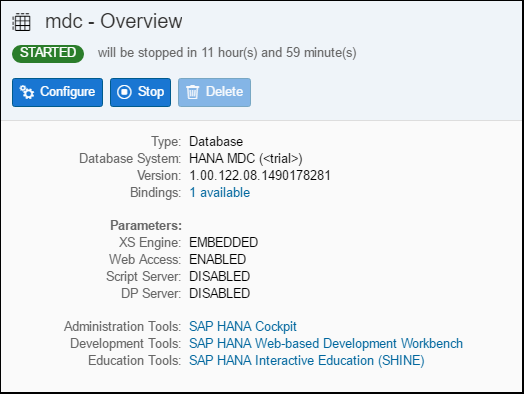 mdc - Overview
STARTED will be stopped in 11 hour(s) and 59 minute(s)
Configure Stop Delete
Type: Database
Database System: HANA MDC (<trial>)
Version: 1.00.122.08.1490178281
Bindings: 1 available
Parameters:
XS Engine: EMBEDDED
Web Access: ENABLED
Script Server: DISABLED
DP Server: DISABLED
Administration Tools: SAP HANA Cockpit
Development Tools: SAP HANA Web-based Development Workbench
Education Tools: SAP HANA Interactive Education (SHINE)